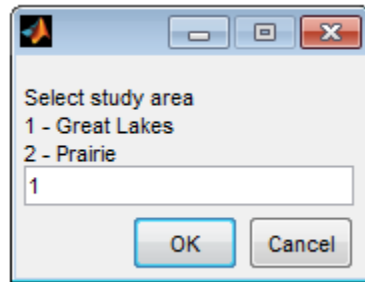 Select study area
1 - Great Lakes
2 - Prairie
1
OK Cancel